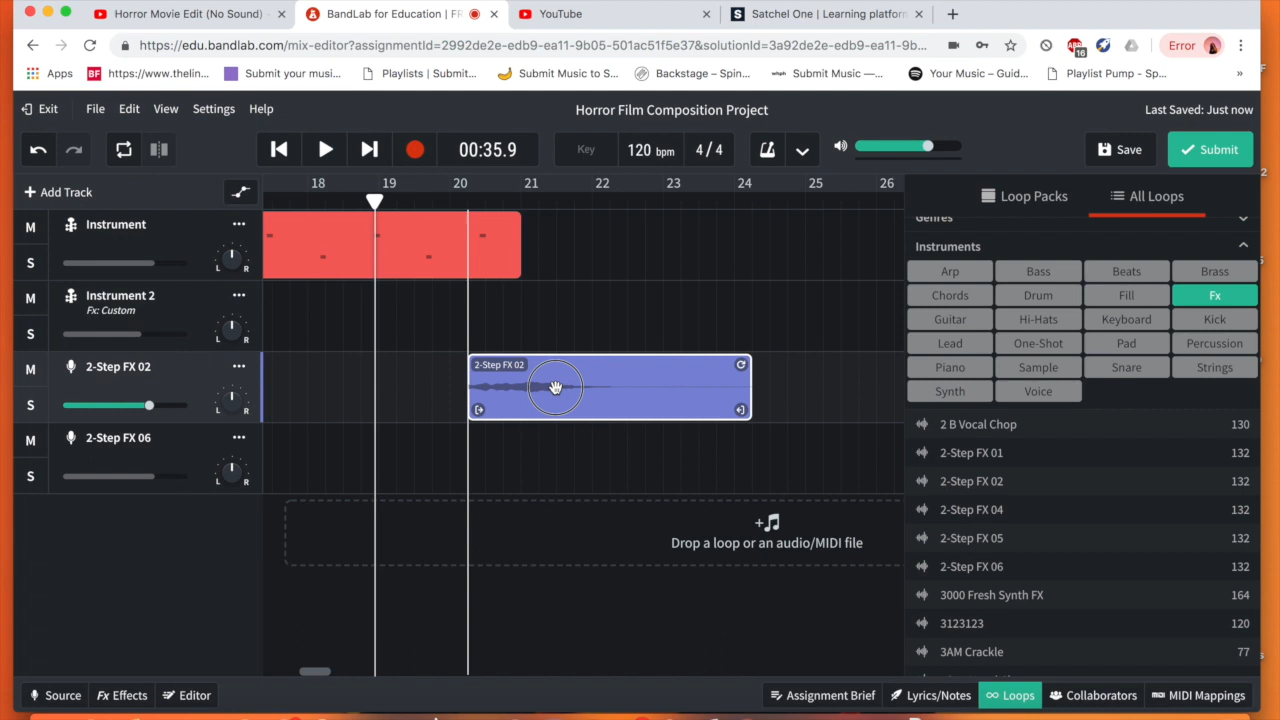 Horror Movie Edit (No Sound) -
BandLab for Education | FR
YouTube
Satchel One | Learning platform
https://edu.bandlab.com/mix-editor?assignmentId=2992de2e-edb9-ea11-9b05-501ac51f5e37&solutionId=3a92de2e-edb9-ea11-9b...
16
Error
Apps
BF https://www.thelin...
Submit your musi...
Playlists | Submit...
Submit Music to S...
Backstage – Spin...
whph Submit Music —...
Your Music – Guid...
Playlist Pump - Sp...
»
Exit File Edit View Settings Help
Horror Film Composition Project
Last Saved: Just now
00:35.9
Key
120 bpm
4 / 4
Save
Submit
+ Add Track
18 19 20 21 22 23 24 25 26
Loop Packs
All Loops
M Instrument
S L R
M Instrument 2
Fx: Custom
S L R
M 2-Step FX 02
S L R
2-Step FX 02
M 2-Step FX 06
S L R
Drop a loop or an audio/MIDI file
Genres
Instruments
Arp Bass Beats Brass
Chords Drum Fill Fx
Guitar Hi-Hats Keyboard Kick
Lead One-Shot Pad Percussion
Piano Sample Snare Strings
Synth Voice
2 B Vocal Chop 130
2-Step FX 01 132
2-Step FX 02 132
2-Step FX 04 132
2-Step FX 05 132
2-Step FX 06 132
3000 Fresh Synth FX 164
3123123 120
3AM Crackle 77
Source
Fx Effects
Editor
Assignment Brief
Lyrics/Notes
Loops
Collaborators
MIDI Mappings